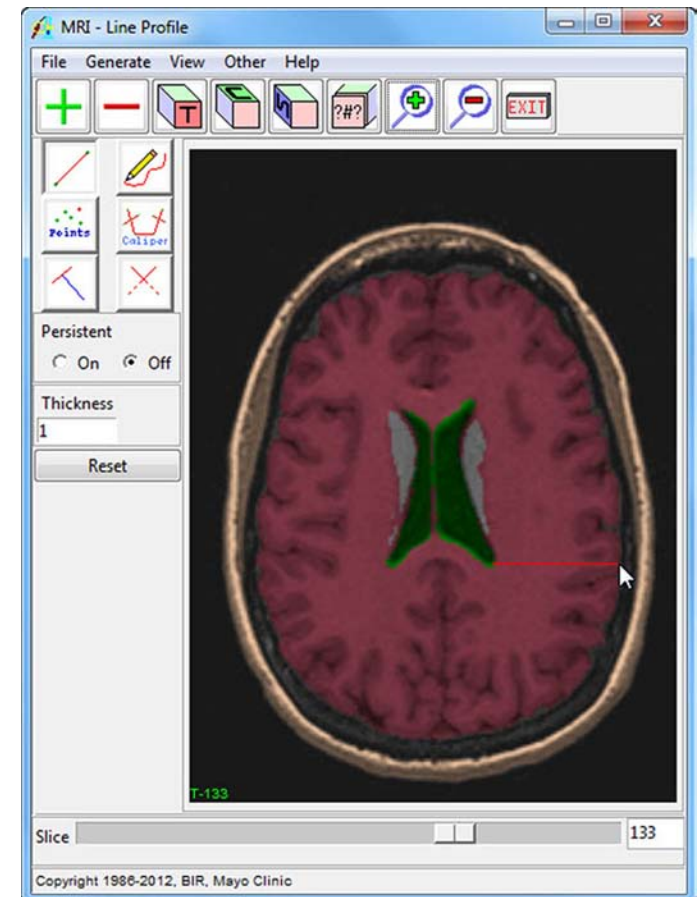 MRI - Line Profile
File Generate View Other Help
T
?#?
EXIT
Points
Caliper
Persistent
On Off
Thickness
1
Reset
T-133
Slice 133
Copyright 1986-2012, BIR, Mayo Clinic